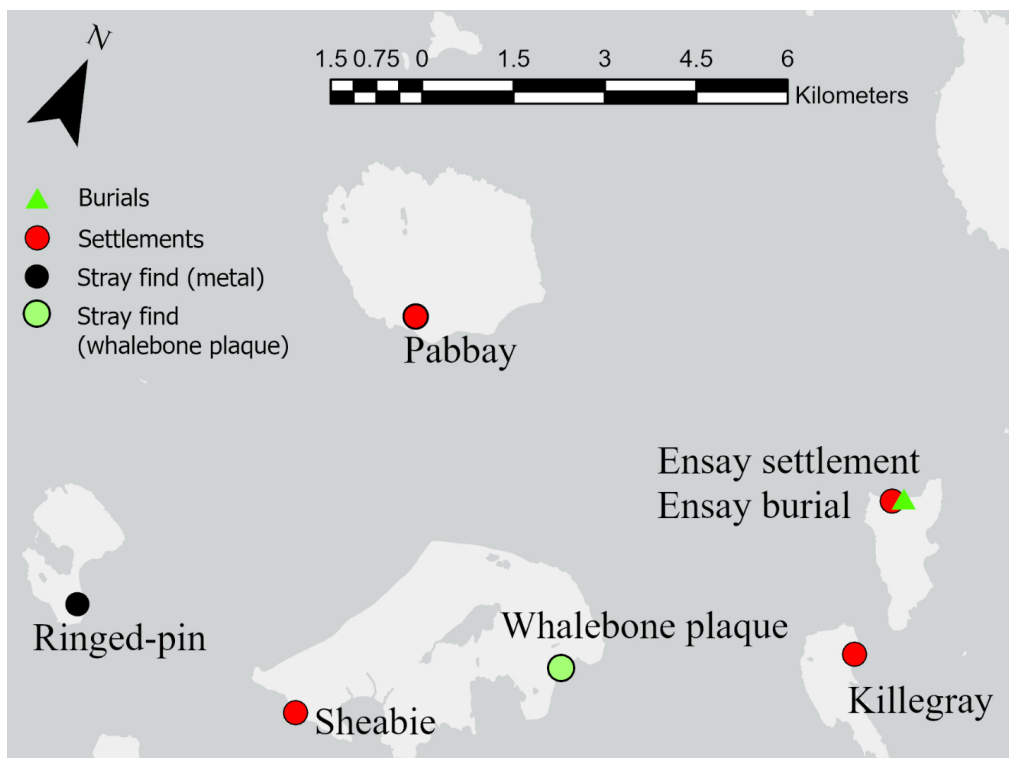 N
1.5 0.75 0 1.5 3 4.5 6
Kilometers
Burials
Settlements
Stray find (metal)
Stray find
(whalebone plaque)
Pabbay
Ensay settlement
Ensay burial
Ringed-pin
Whalebone plaque
Sheabie
Killegray